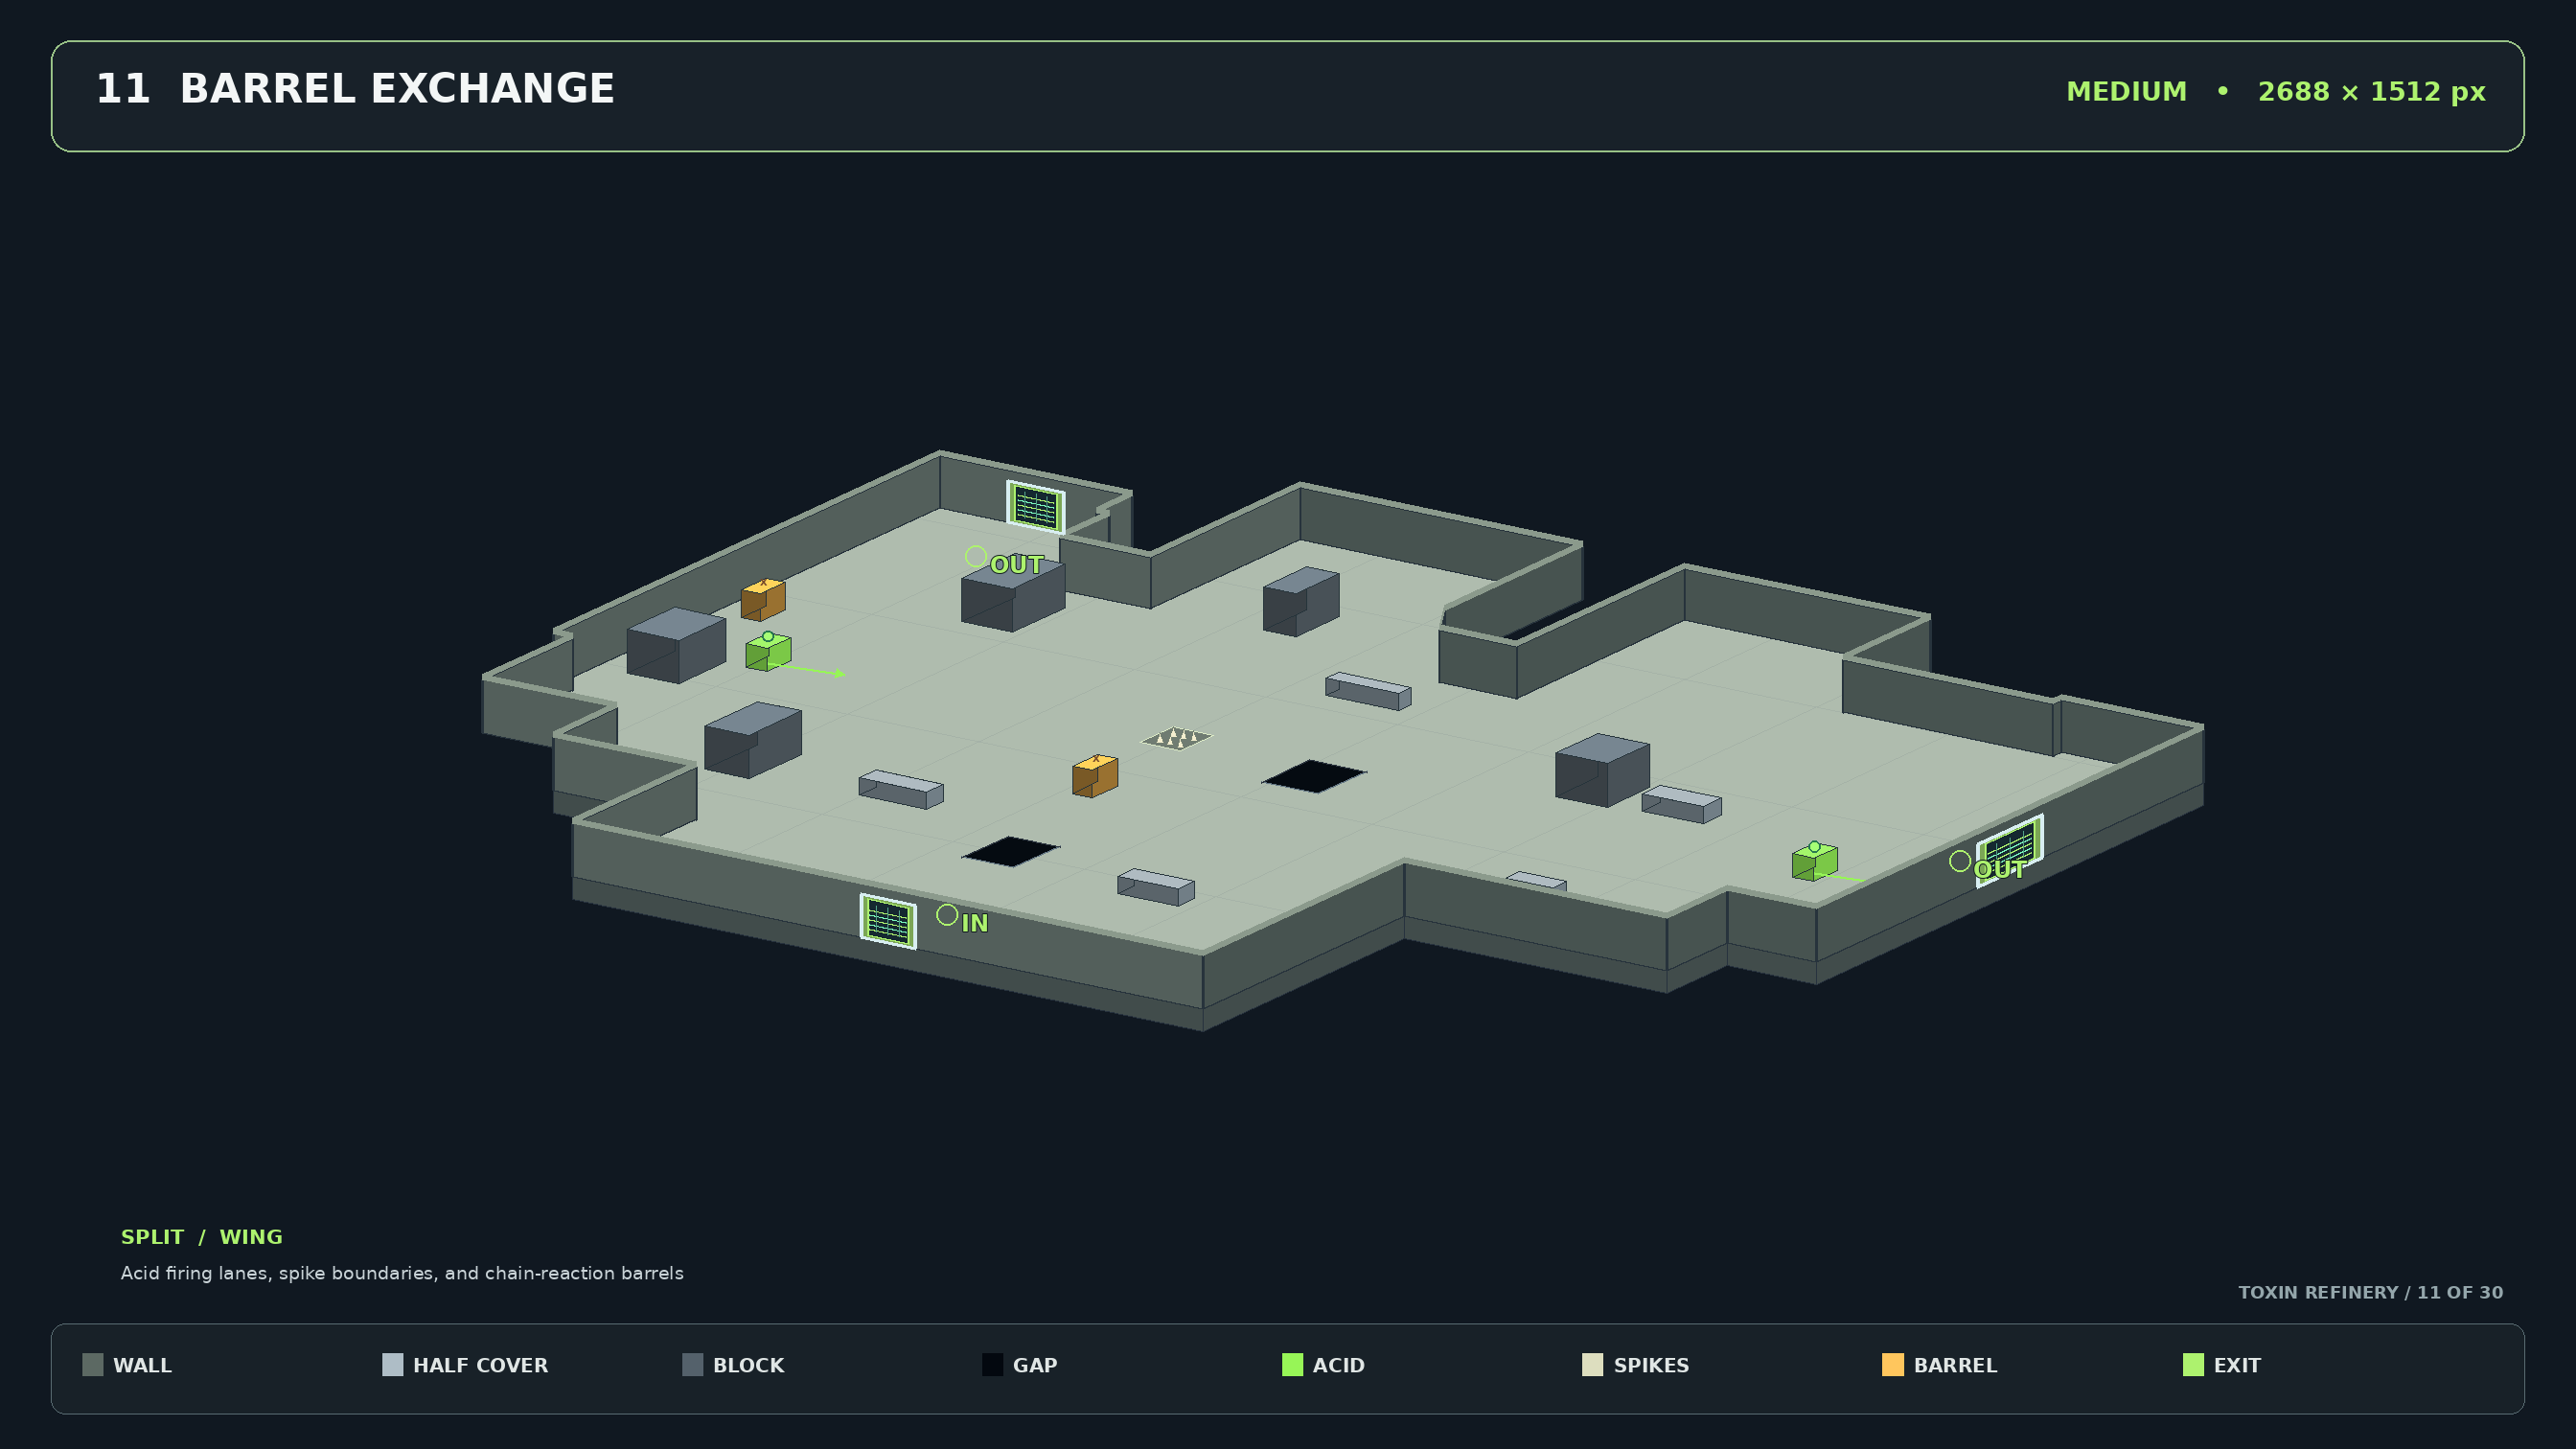 11 BARREL EXCHANGE
MEDIUM • 2688 × 1512 px
OUT
OUT
IN
SPLIT / WING
Acid firing lanes, spike boundaries, and chain-reaction barrels
TOXIN REFINERY / 11 OF 30
WALL
HALF COVER
BLOCK
GAP
ACID
SPIKES
BARREL
EXIT